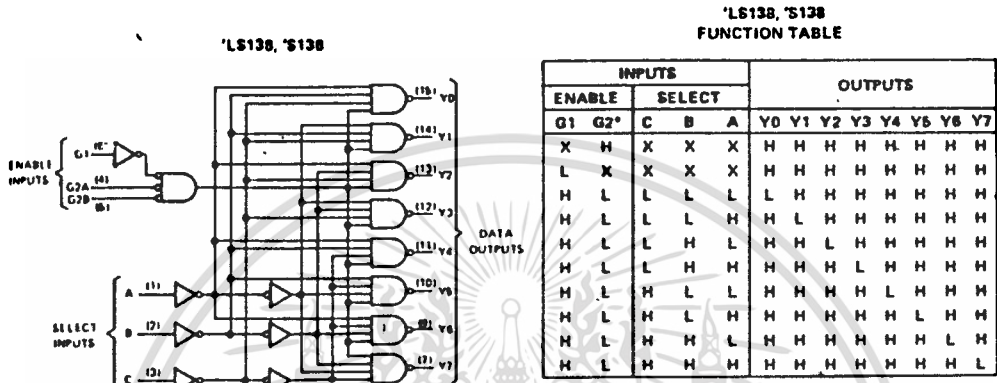 'LS138, 'S138
ENABLE INPUTS
G1
G2A (4)
G2B (5)
SELECT INPUTS
A (1)
B (2)
C (3)
(15) Y0
(14) Y1
(13) Y2
(12) Y3
(11) Y4
(10) Y5
(9) Y6
(7) Y7
DATA OUTPUTS
'LS138, 'S138
FUNCTION TABLE
INPUTS OUTPUTS
ENABLE SELECT
G1 G2* C B A Y0 Y1 Y2 Y3 Y4 Y5 Y6 Y7
X H X X X H H H H H H H H
L X X X X H H H H H H H H
H L L L L L H H H H H H H
H L L L H H L H H H H H H
H L L H L H H L H H H H H
H L L H H H H H L H H H H
H L H L L H H H H L H H H
H L H L H H H H H H L H H
H L H H L H H H H H H L H
H L H H H H H H H H H H L